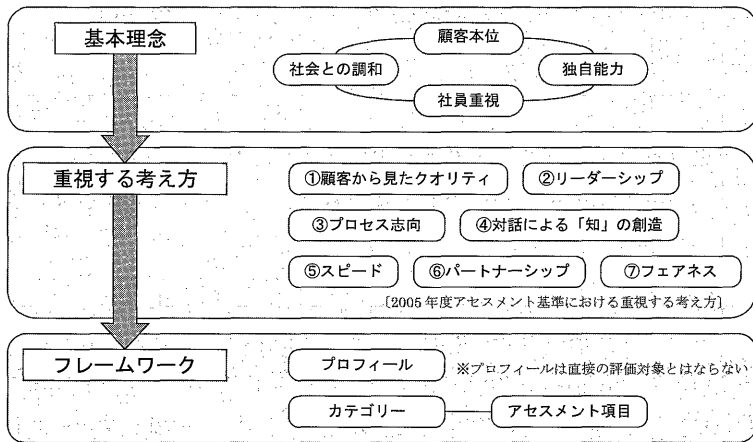 基本理念
顧客本位
社会との調和
独自能力
社員重視
重視する考え方
①顧客から見たクオリティ
②リーダーシップ
③プロセス志向
④対話による「知」の創造
⑤スピード
⑥パートナーシップ
⑦フェアネス
〔2005年度アセスメント基準における重視する考え方〕
フレームワーク
プロフィール
※プロフィールは直接の評価対象とはならない
カテゴリー
アセスメント項目